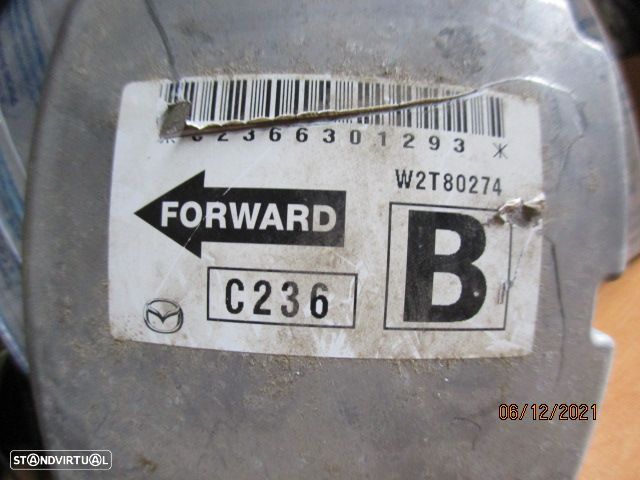 * C2366301293 *
W2T80274
FORWARD
B
C236
06/12/2021
STANDVIRTUAL